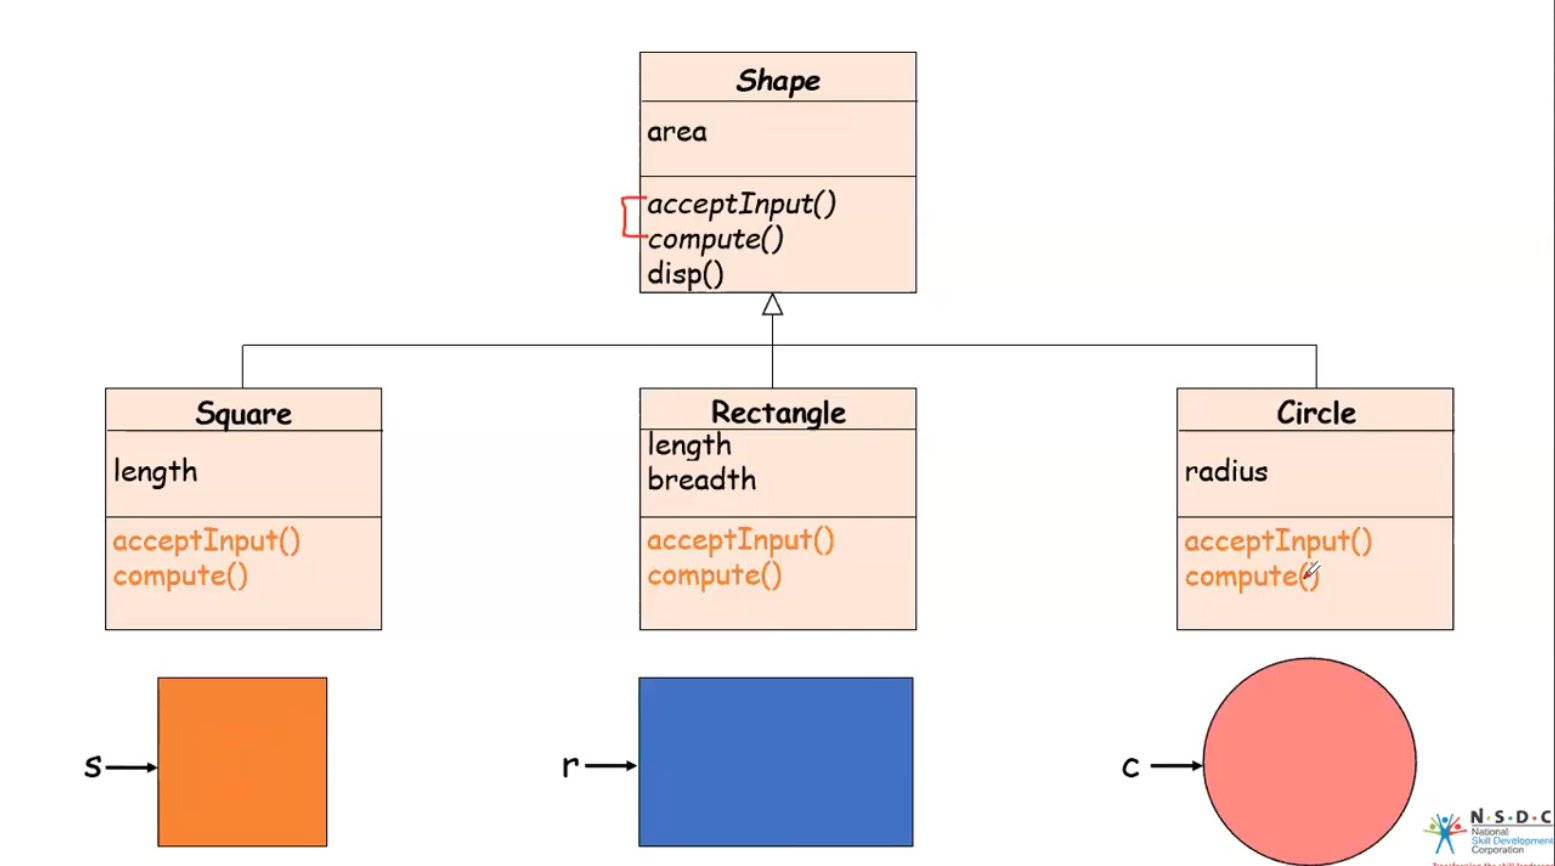 Shape
area
acceptInput()
compute()
disp()
Square
length
acceptInput()
compute()
Rectangle
length
breadth
acceptInput()
compute()
Circle
radius
acceptInput()
compute()
s
r
c
N·S·D·C
National
Skill Development
Corporation